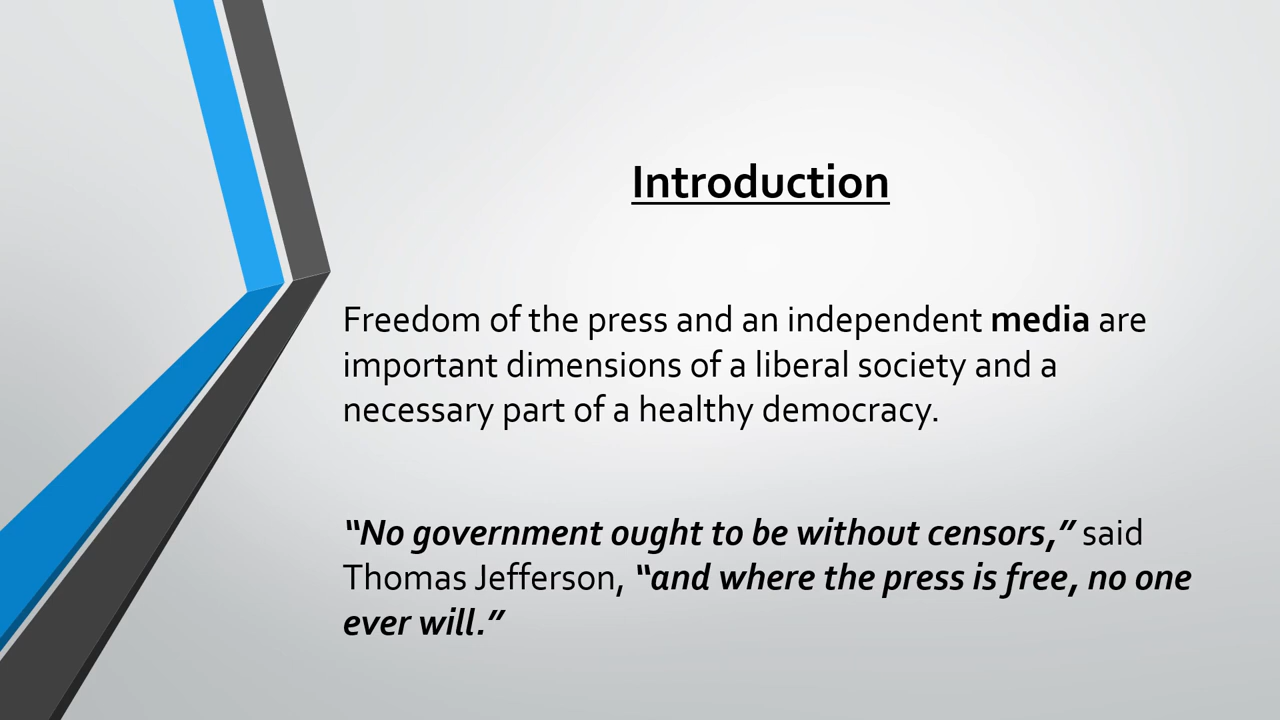 Introduction
Freedom of the press and an independent media are
important dimensions of a liberal society and a
necessary part of a healthy democracy.
“No government ought to be without censors,” said
Thomas Jefferson, “and where the press is free, no one
ever will.”